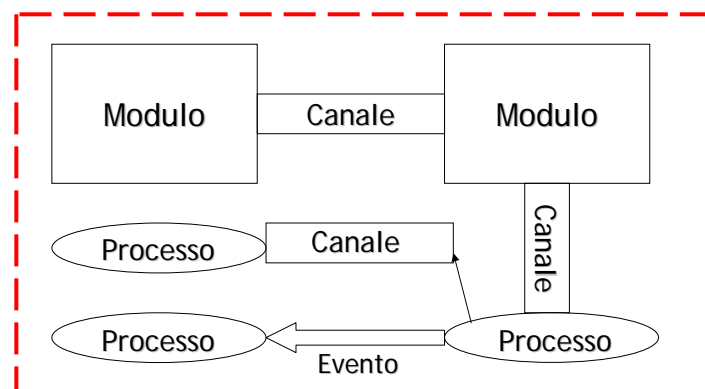 Modulo
Canale
Modulo
Canale
Processo
Canale
Processo
Evento
Processo